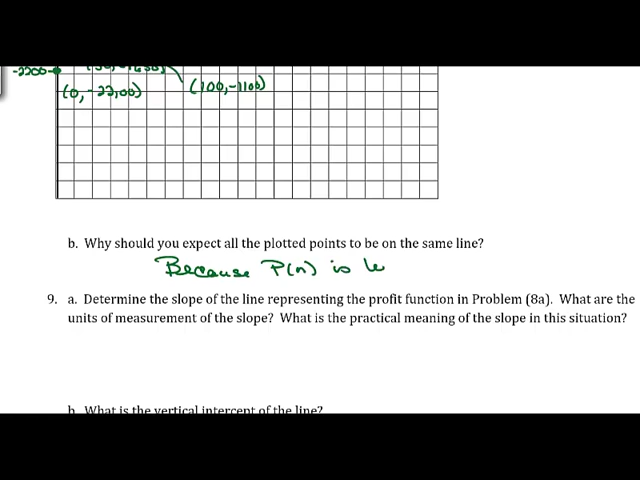 -2200
(0, -2200)
(100, -1100)
b. Why should you expect all the plotted points to be on the same line?
Because P(n) is
9. a. Determine the slope of the line representing the profit function in Problem (8a). What are the
units of measurement of the slope? What is the practical meaning of the slope in this situation?
b. What is the vertical intercept of the line?